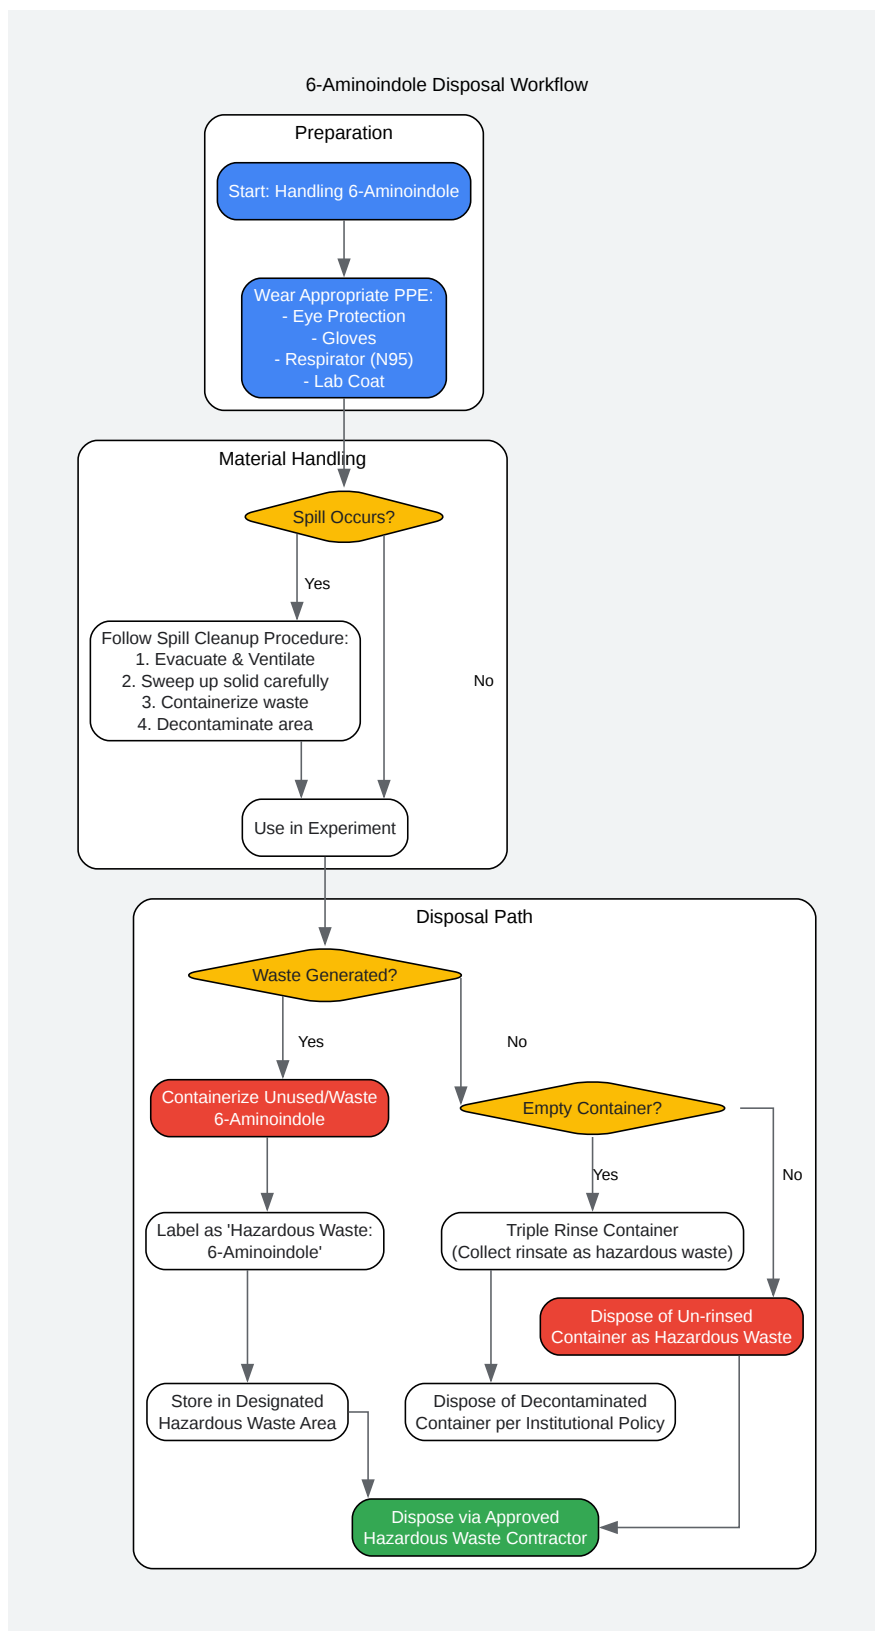 6-Aminoindole Disposal Workflow
Preparation
Start: Handling 6-Aminoindole
Wear Appropriate PPE:
- Eye Protection
- Gloves
- Respirator (N95)
- Lab Coat
Material Handling
Spill Occurs?
Yes
Follow Spill Cleanup Procedure:
1. Evacuate & Ventilate
2. Sweep up solid carefully
3. Containerize waste
4. Decontaminate area
No
Use in Experiment
Disposal Path
Waste Generated?
Yes
No
Containerize Unused/Waste
6-Aminoindole
Empty Container?
Yes
No
Label as 'Hazardous Waste:
6-Aminoindole'
Triple Rinse Container
(Collect rinsate as hazardous waste)
Dispose of Un-rinsed
Container as Hazardous Waste
Store in Designated
Hazardous Waste Area
Dispose of Decontaminated
Container per Institutional Policy
Dispose via Approved
Hazardous Waste Contractor